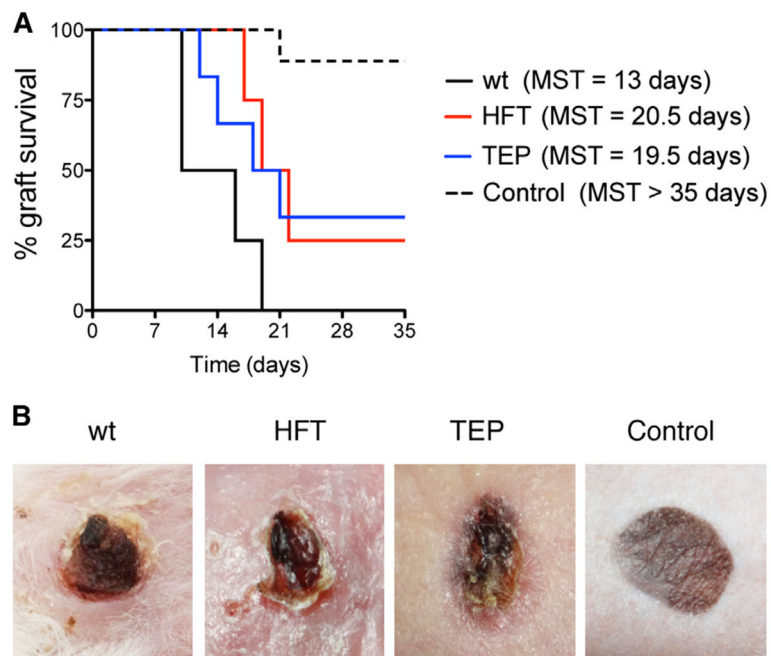 A
% graft survival
100
75
50
25
0
0 7 14 21 28 35
Time (days)
wt (MST = 13 days)
HFT (MST = 20.5 days)
TEP (MST = 19.5 days)
Control (MST > 35 days)
B
wt HFT TEP Control